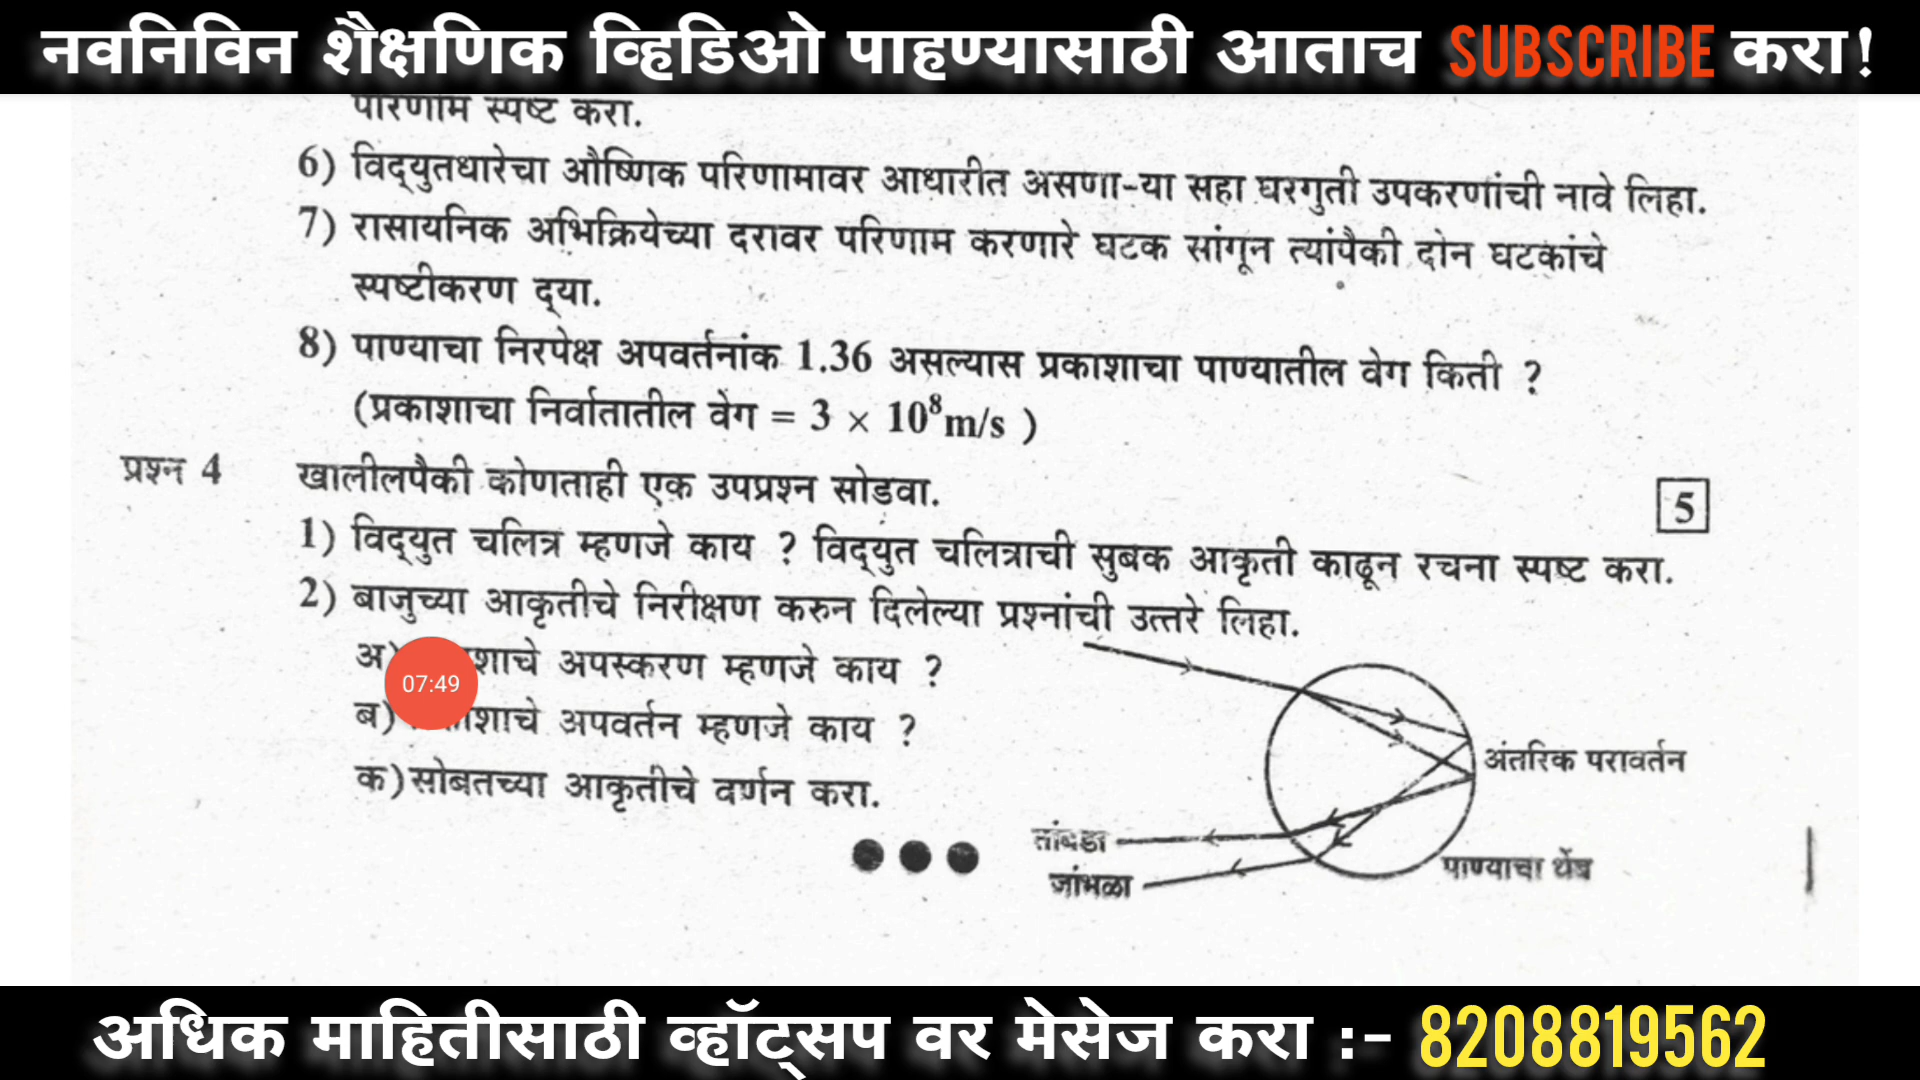 नवनिविन शैक्षणिक व्हिडिओ पाहण्यासाठी आताच SUBSCRIBE करा!
परिणाम स्पष्ट करा.
6) विद्युतधारेचा औष्णिक परिणामावर आधारीत असणा-या सहा घरगुती उपकरणांची नावे लिहा.
7) रासायनिक अभिक्रियेच्या दरावर परिणाम करणारे घटक सांगून त्यांपैकी दोन घटकांचे
स्पष्टीकरण द्या.
8) पाण्याचा निरपेक्ष अपवर्तनांक 1.36 असल्यास प्रकाशाचा पाण्यातील वेग किती ?
(प्रकाशाचा निर्वातातील वेग = 3 × 10⁸m/s )
प्रश्न 4 खालीलपैकी कोणताही एक उपप्रश्न सोडवा. 5
1) विद्युत चलित्र म्हणजे काय ? विद्युत चलित्राची सुबक आकृती काढून रचना स्पष्ट करा.
2) बाजुच्या आकृतीचे निरीक्षण करुन दिलेल्या प्रश्नांची उत्तरे लिहा.
अ) शाचे अपस्करण म्हणजे काय ?
07:49
ब) शाचे अपवर्तन म्हणजे काय ?
क) सोबतच्या आकृतीचे दर्णन करा.
अंतरिक परावर्तन
तांबडा
जांभळा
पाण्याचा थेंब
अधिक माहितीसाठी व्हॉट्सप वर मेसेज करा :- 8208819562